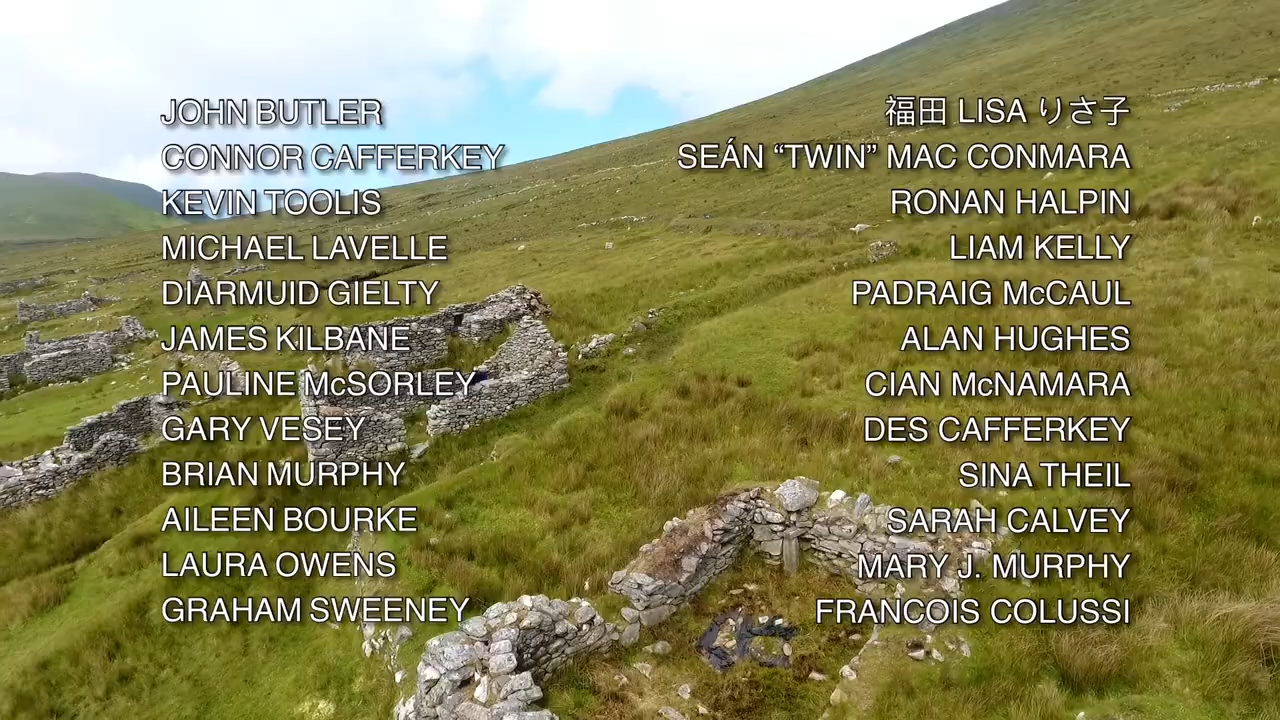 JOHN BUTLER
CONNOR CAFFERKEY
KEVIN TOOLIS
MICHAEL LAVELLE
DIARMUID GIELTY
JAMES KILBANE
PAULINE McSORLEY
GARY VESEY
BRIAN MURPHY
AILEEN BOURKE
LAURA OWENS
GRAHAM SWEENEY
福田 LISA りさ子
SEÁN “TWIN” MAC CONMARA
RONAN HALPIN
LIAM KELLY
PADRAIG McCAUL
ALAN HUGHES
CIAN McNAMARA
DES CAFFERKEY
SINA THEIL
SARAH CALVEY
MARY J. MURPHY
FRANCOIS COLUSSI